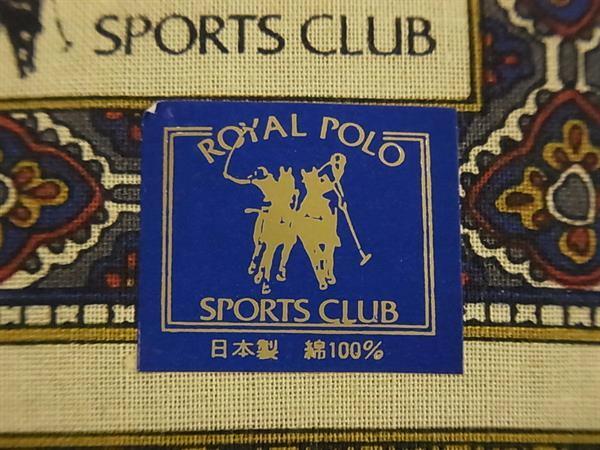 SPORTS CLUB
ROYAL POLO
SPORTS CLUB
日本製 綿100%